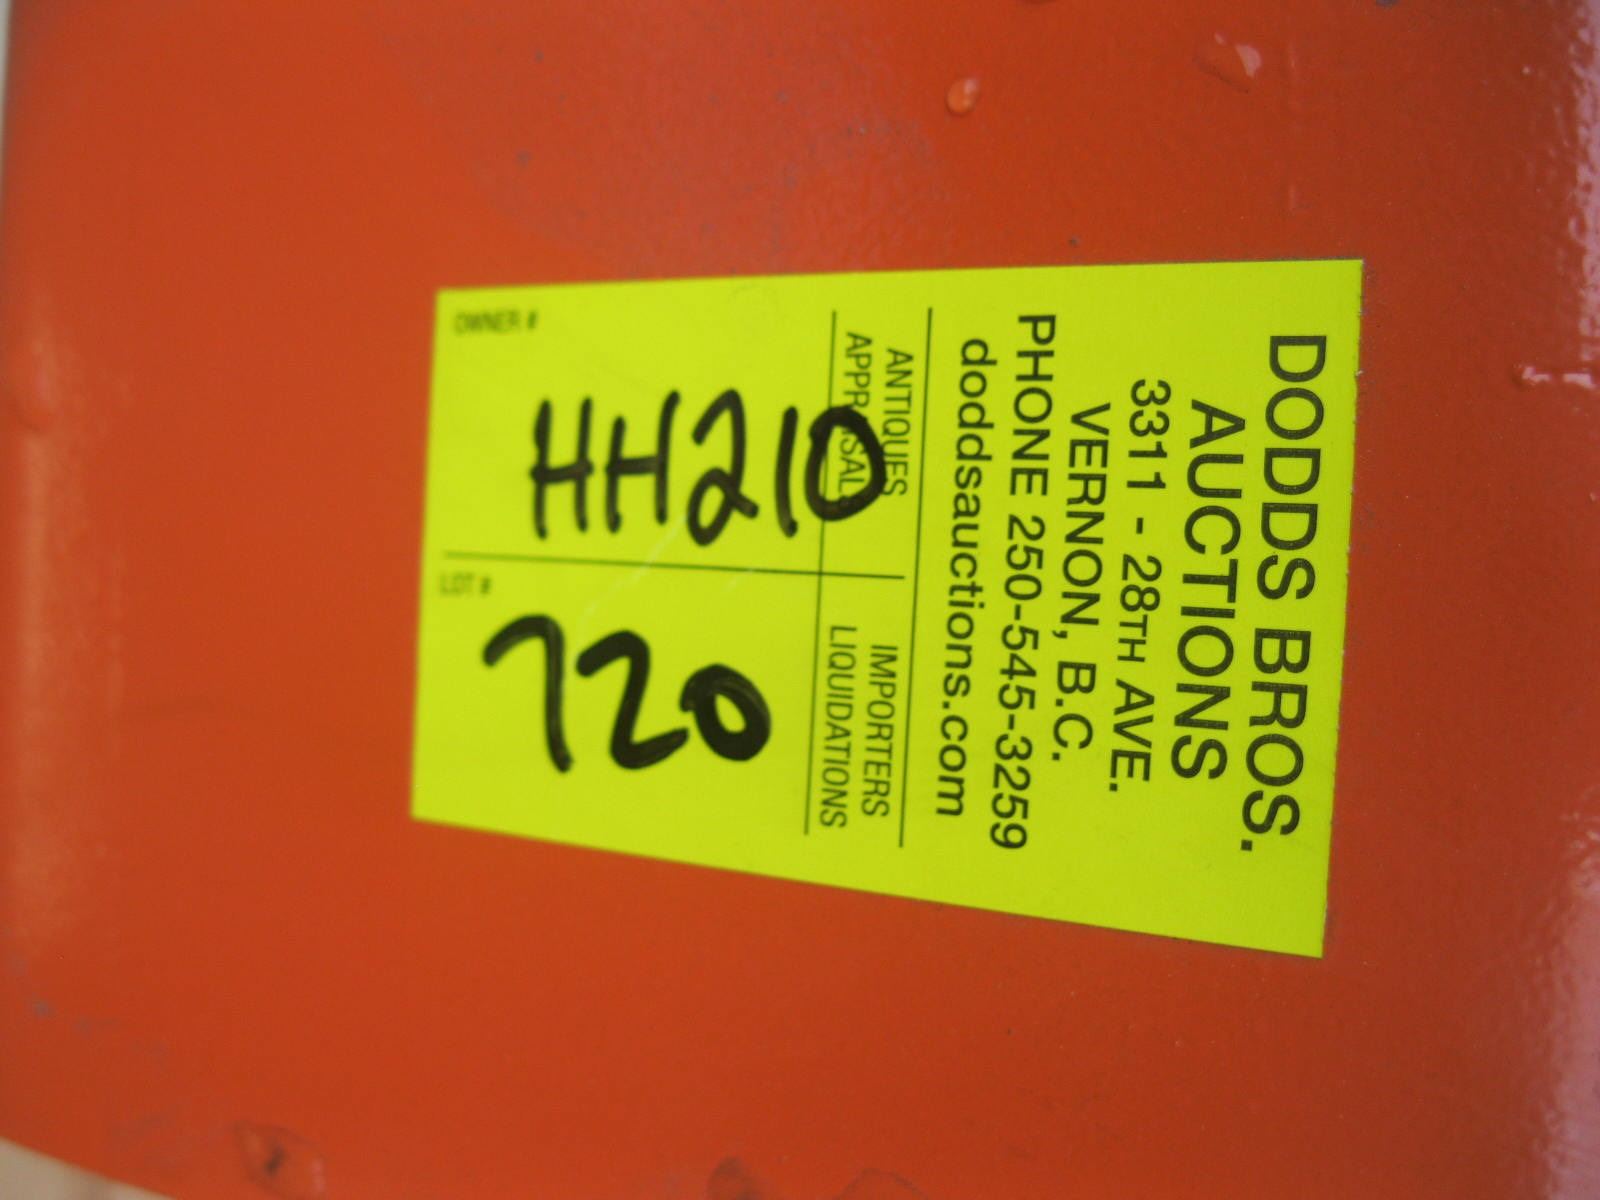 DODDS BROS.
AUCTIONS
3311 - 28TH AVE.
VERNON, B.C.
PHONE 250-545-3259
doddsauctions.com
ANTIQUES
APPRAISALS
IMPORTERS
LIQUIDATIONS
HH210
720
OWNER #
LOT #